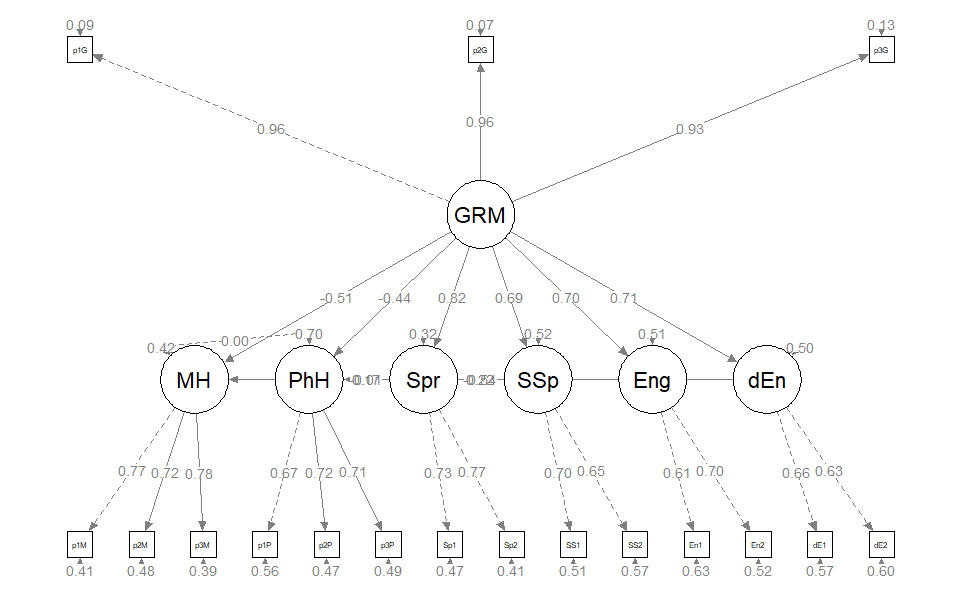 0.09 0.07 0.13
p1G p2G p3G
0.96 0.96 0.93
GRM
-0.51 -0.44 0.82 0.69 0.70 0.71
0.42 0.00 0.70 0.32 0.52 0.51 0.50
MH PhH Spr SSp Eng dEn
0.77 0.72 0.78 0.67 0.72 0.71 0.73 0.77 0.70 0.65 0.61 0.70 0.66 0.63
p1M p2M p3M p1P p2P p3P Sp1 Sp2 SS1 SS2 En1 En2 dE1 dE2
0.41 0.48 0.39 0.56 0.47 0.49 0.47 0.41 0.51 0.57 0.63 0.52 0.57 0.60